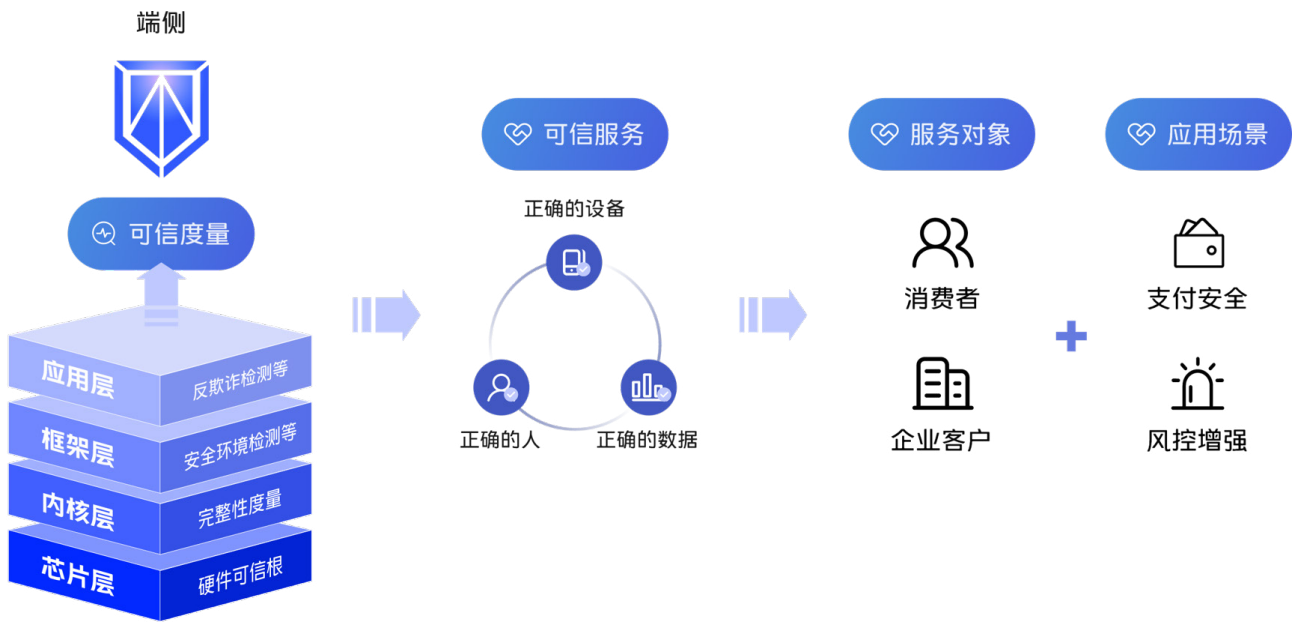 端侧
可信度量
应用层
反欺诈检测等
框架层
安全环境检测等
内核层
完整性度量
芯片层
硬件可信根
可信服务
正确的设备
正确的人
正确的数据
服务对象
消费者
企业客户
应用场景
支付安全
风控增强